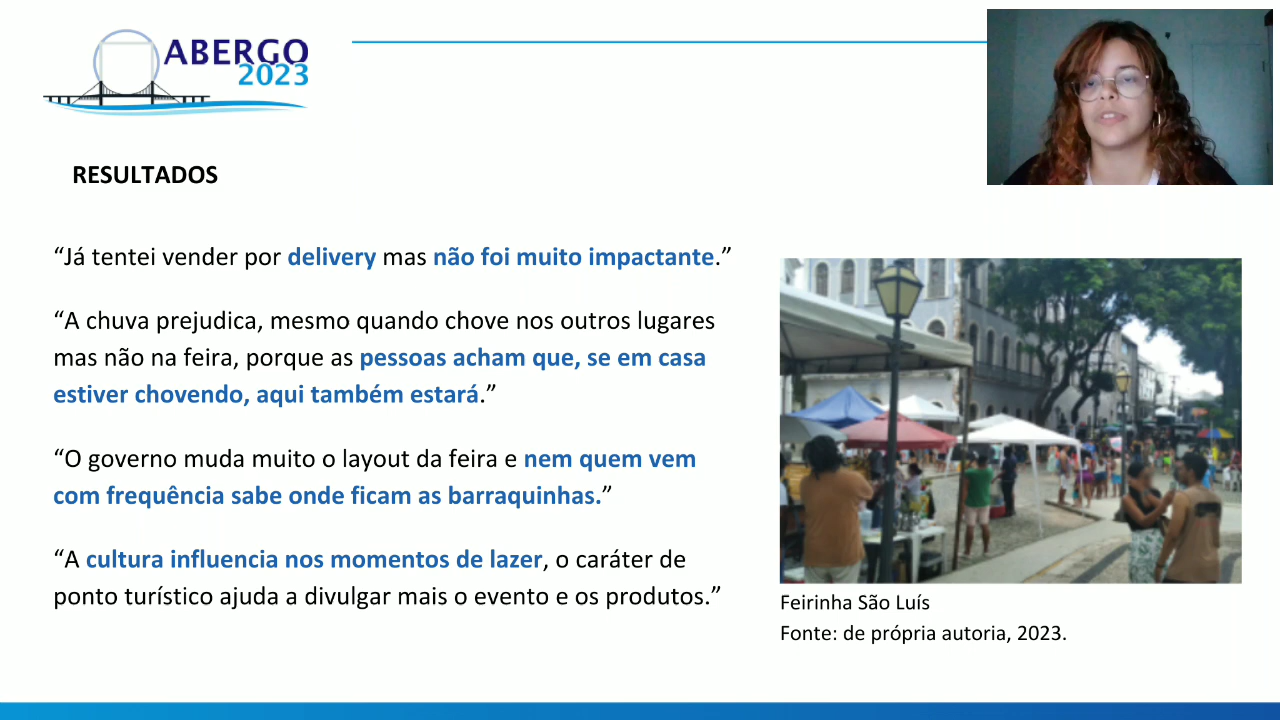 ABERGO
2023
RESULTADOS
“Já tentei vender por delivery mas não foi muito impactante.”
“A chuva prejudica, mesmo quando chove nos outros lugares
mas não na feira, porque as pessoas acham que, se em casa
estiver chovendo, aqui também estará.”
“O governo muda muito o layout da feira e nem quem vem
com frequência sabe onde ficam as barraquinhas.”
“A cultura influencia nos momentos de lazer, o caráter de
ponto turístico ajuda a divulgar mais o evento e os produtos.”
Feirinha São Luís
Fonte: de própria autoria, 2023.